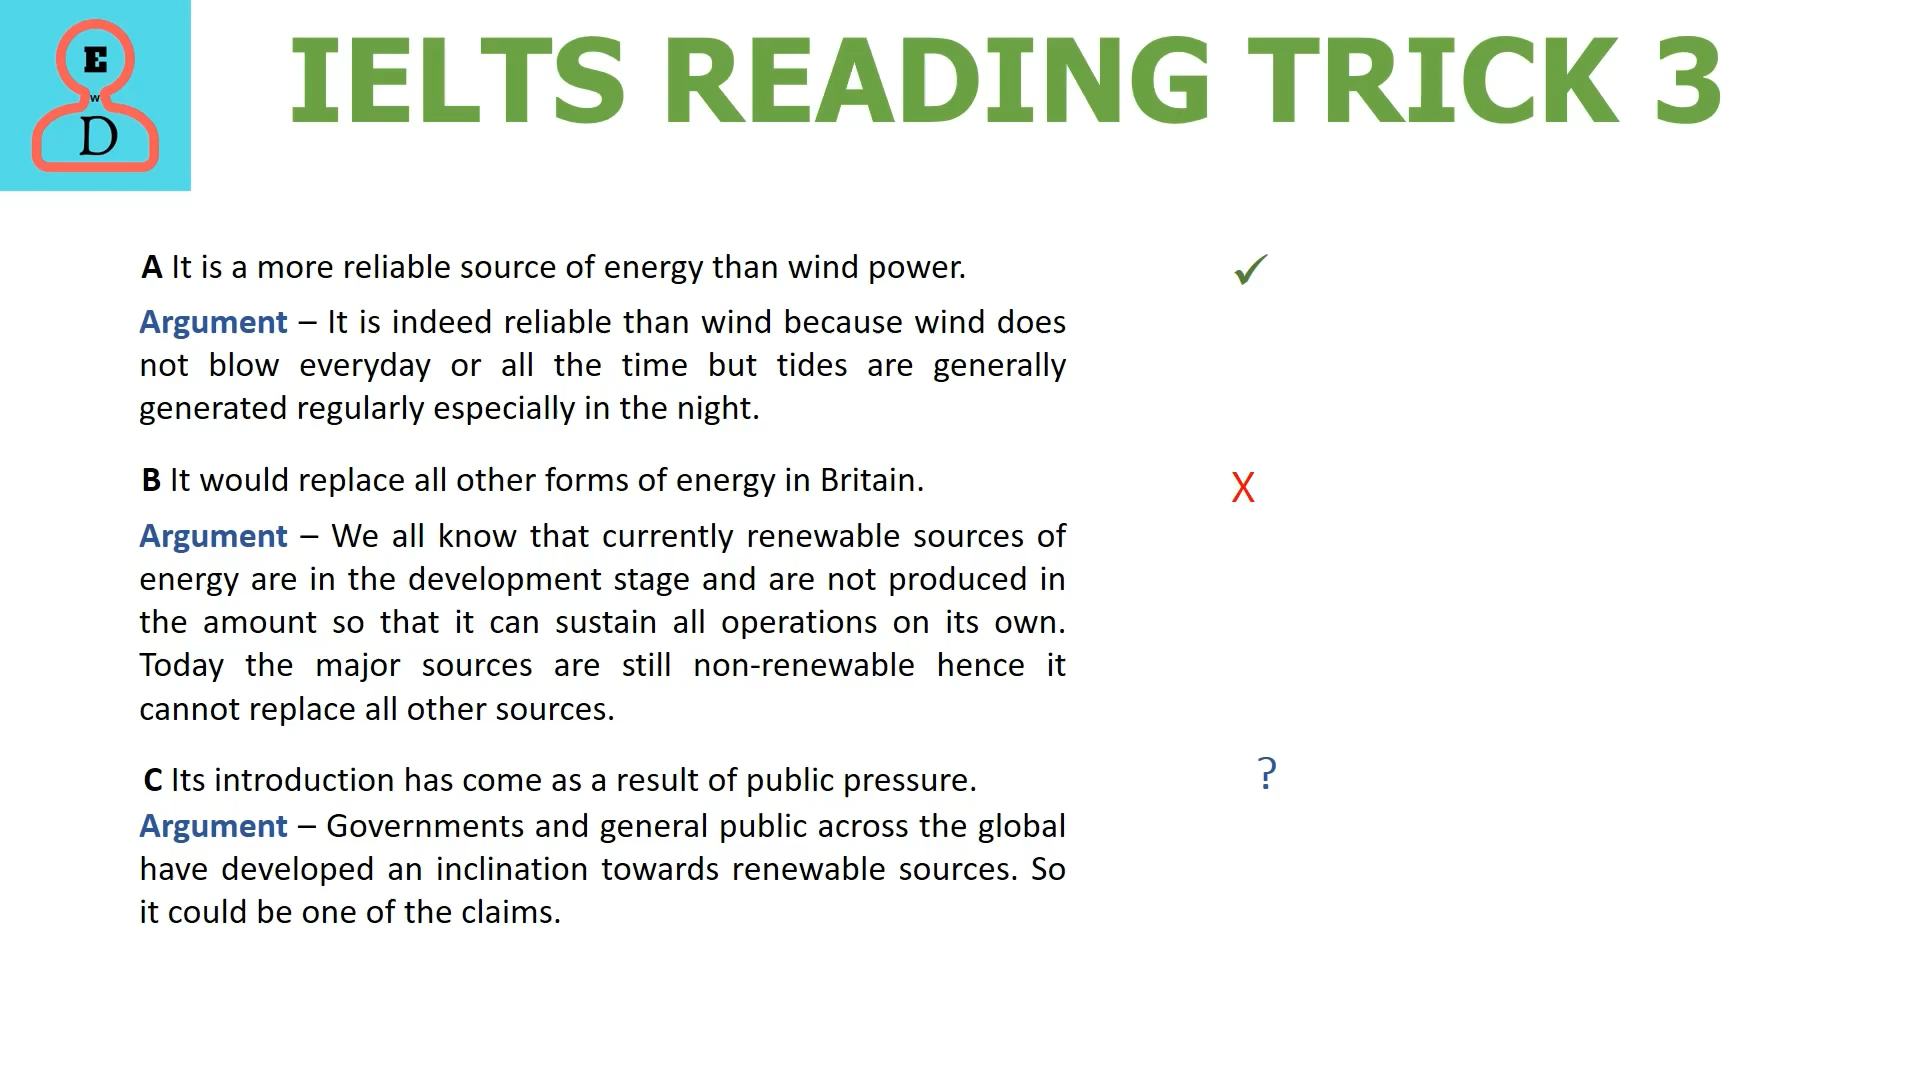 E
w
D
IELTS READING TRICK 3
A It is a more reliable source of energy than wind power. ✓
Argument – It is indeed reliable than wind because wind does
not blow everyday or all the time but tides are generally
generated regularly especially in the night.
B It would replace all other forms of energy in Britain. X
Argument – We all know that currently renewable sources of
energy are in the development stage and are not produced in
the amount so that it can sustain all operations on its own.
Today the major sources are still non-renewable hence it
cannot replace all other sources.
C Its introduction has come as a result of public pressure. ?
Argument – Governments and general public across the global
have developed an inclination towards renewable sources. So
it could be one of the claims.